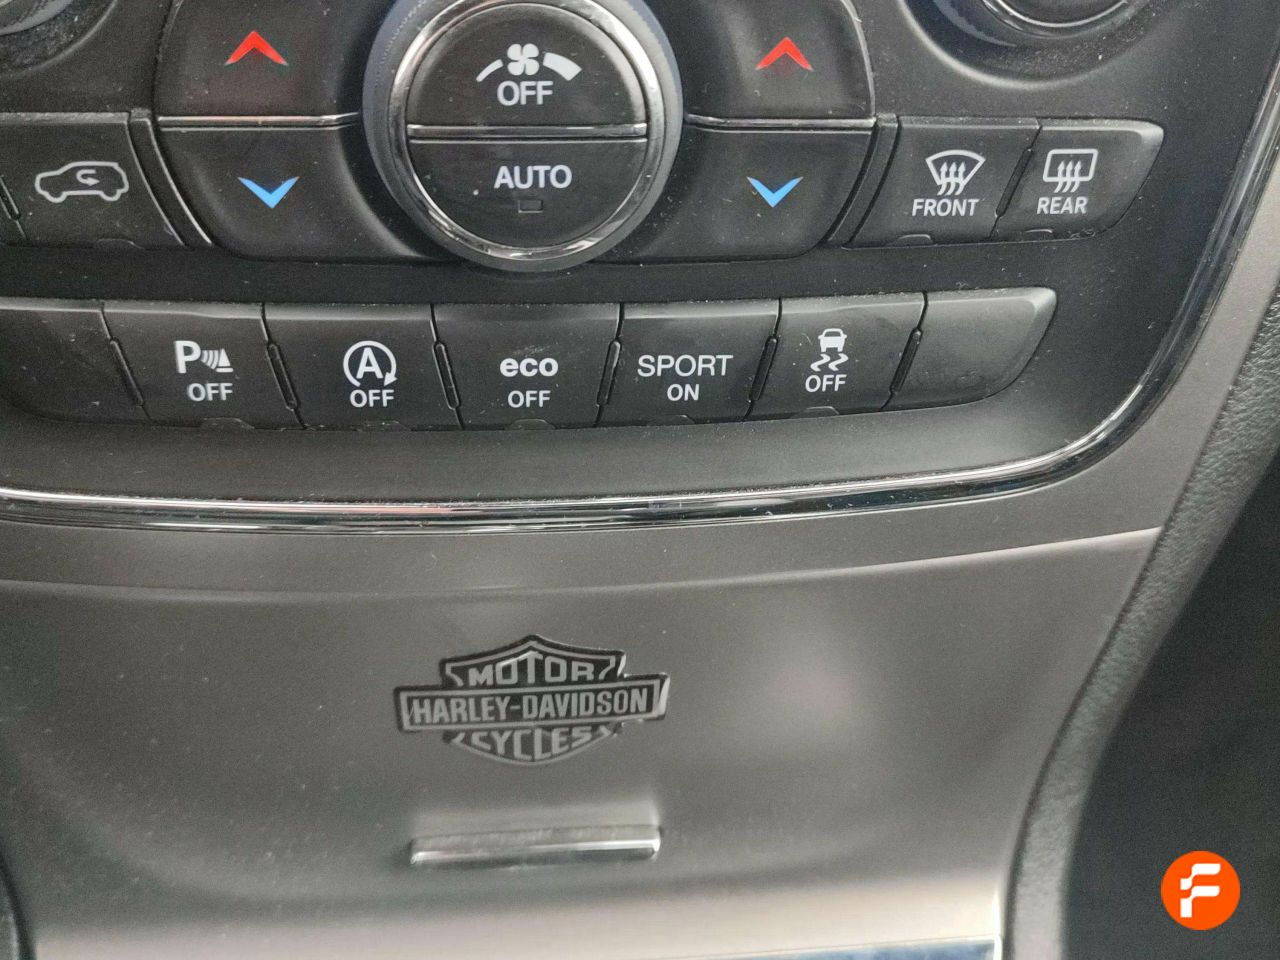 OFF
AUTO
FRONT
REAR
P
OFF
A
OFF
eco
OFF
SPORT
ON
OFF
MOTOR
HARLEY-DAVIDSON
CYCLES
F